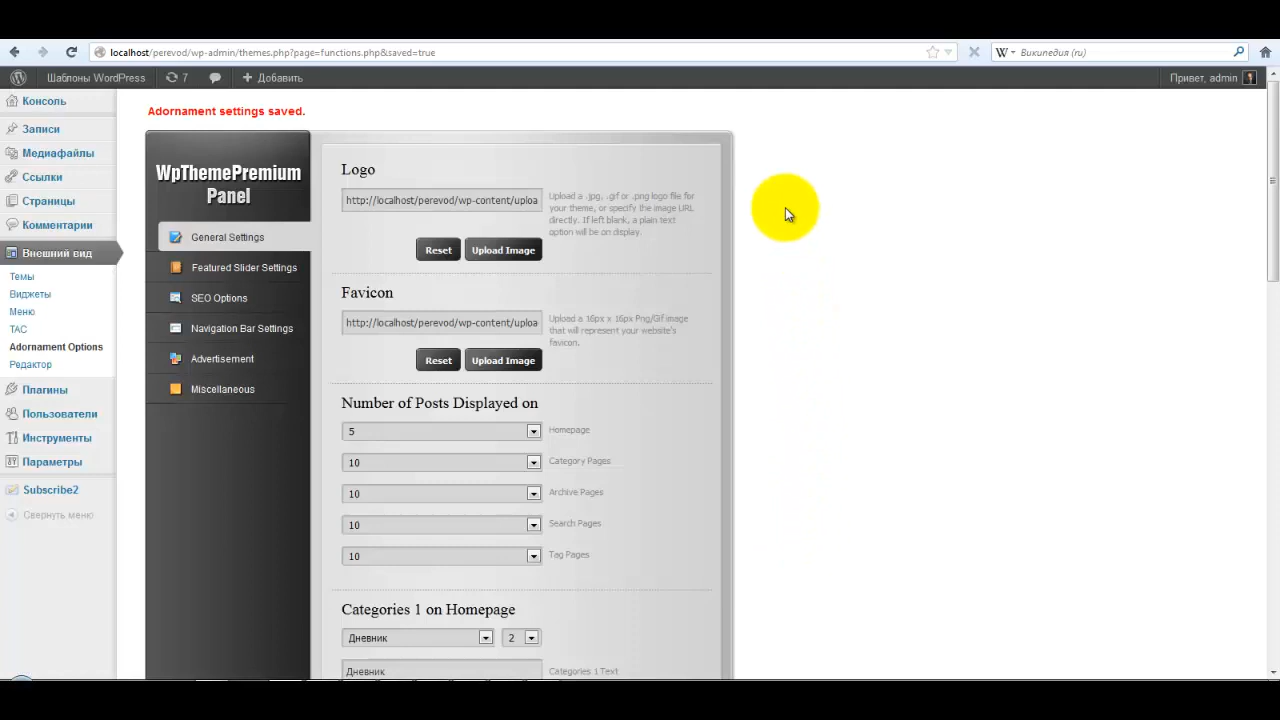 localhost/perevod/wp-admin/themes.php?page=functions.php&saved=true
W
Википедия (ru)
Шаблоны WordPress
7
Добавить
Привет, admin
Консоль
Записи
Медиафайлы
Ссылки
Страницы
Комментарии
Внешний вид
Темы
Виджеты
Меню
TAC
Adornament Options
Редактор
Плагины
Пользователи
Инструменты
Параметры
Subscribe2
Свернуть меню
Adornament settings saved.
WpThemePremium
Panel
General Settings
Featured Slider Settings
SEO Options
Navigation Bar Settings
Advertisement
Miscellaneous
Logo
http://localhost/perevod/wp-content/uploa
Upload a .jpg, .gif or .png logo file for
your theme, or specify the image URL
directly. If left blank, a plain text
option will be on display.
Reset
Upload Image
Favicon
http://localhost/perevod/wp-content/uploa
Upload a 16px x 16px Png/Gif image
that will represent your website's
favicon.
Reset
Upload Image
Number of Posts Displayed on
5
Homepage
10
Category Pages
10
Archive Pages
10
Search Pages
10
Tag Pages
Categories 1 on Homepage
Дневник
2
Дневник
Categories 1 Text